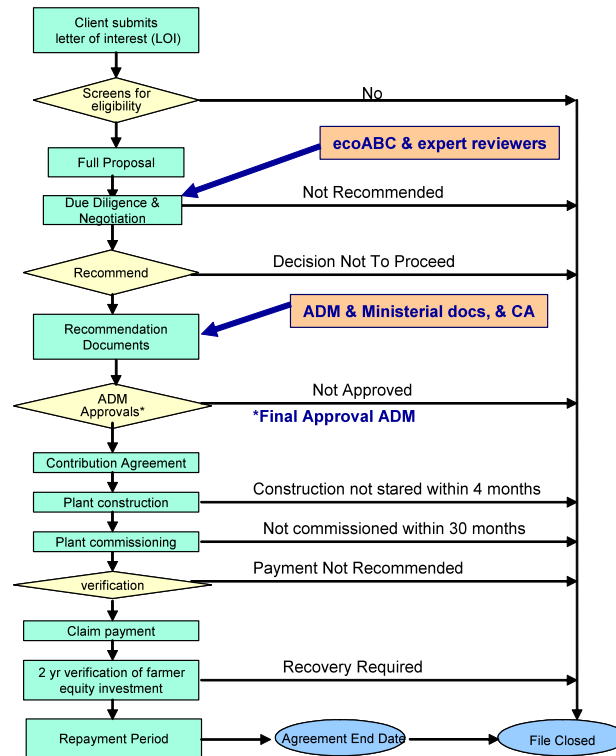 Client submits
letter of interest (LOI)
Screens for
eligibility
No
Full Proposal
ecoABC & expert reviewers
Due Diligence &
Negotiation
Not Recommended
Recommend
Decision Not To Proceed
Recommendation
Documents
ADM & Ministerial docs, & CA
ADM
Approvals*
Not Approved
*Final Approval ADM
Contribution Agreement
Plant construction
Construction not stared within 4 months
Plant commissioning
Not commissioned within 30 months
verification
Payment Not Recommended
Claim payment
2 yr verification of farmer
equity investment
Recovery Required
Repayment Period
Agreement End Date
File Closed